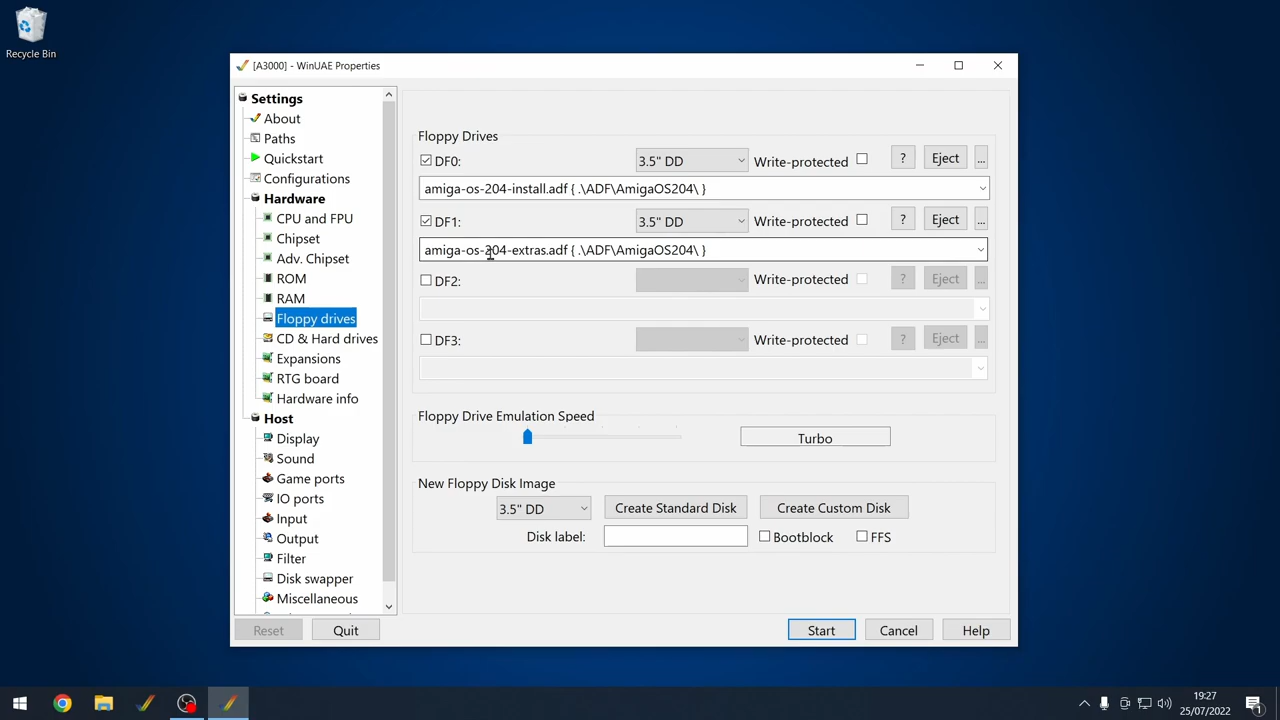 Recycle Bin
[A3000] - WinUAE Properties
Settings
About
Paths
Quickstart
Configurations
Hardware
CPU and FPU
Chipset
Adv. Chipset
ROM
RAM
Floppy drives
CD & Hard drives
Expansions
RTG board
Hardware info
Host
Display
Sound
Game ports
IO ports
Input
Output
Filter
Disk swapper
Miscellaneous
Reset
Quit
Floppy Drives
DF0: 3.5" DD Write-protected ? Eject ...
amiga-os-204-install.adf { .\ADF\AmigaOS204\ }
DF1: 3.5" DD Write-protected ? Eject ...
amiga-os-204-extras.adf { .\ADF\AmigaOS204\ }
DF2: Write-protected ? Eject ...
DF3: Write-protected ? Eject ...
Floppy Drive Emulation Speed
Turbo
New Floppy Disk Image
3.5" DD Create Standard Disk Create Custom Disk
Disk label: Bootblock FFS
Start Cancel Help
19:27
25/07/2022
1